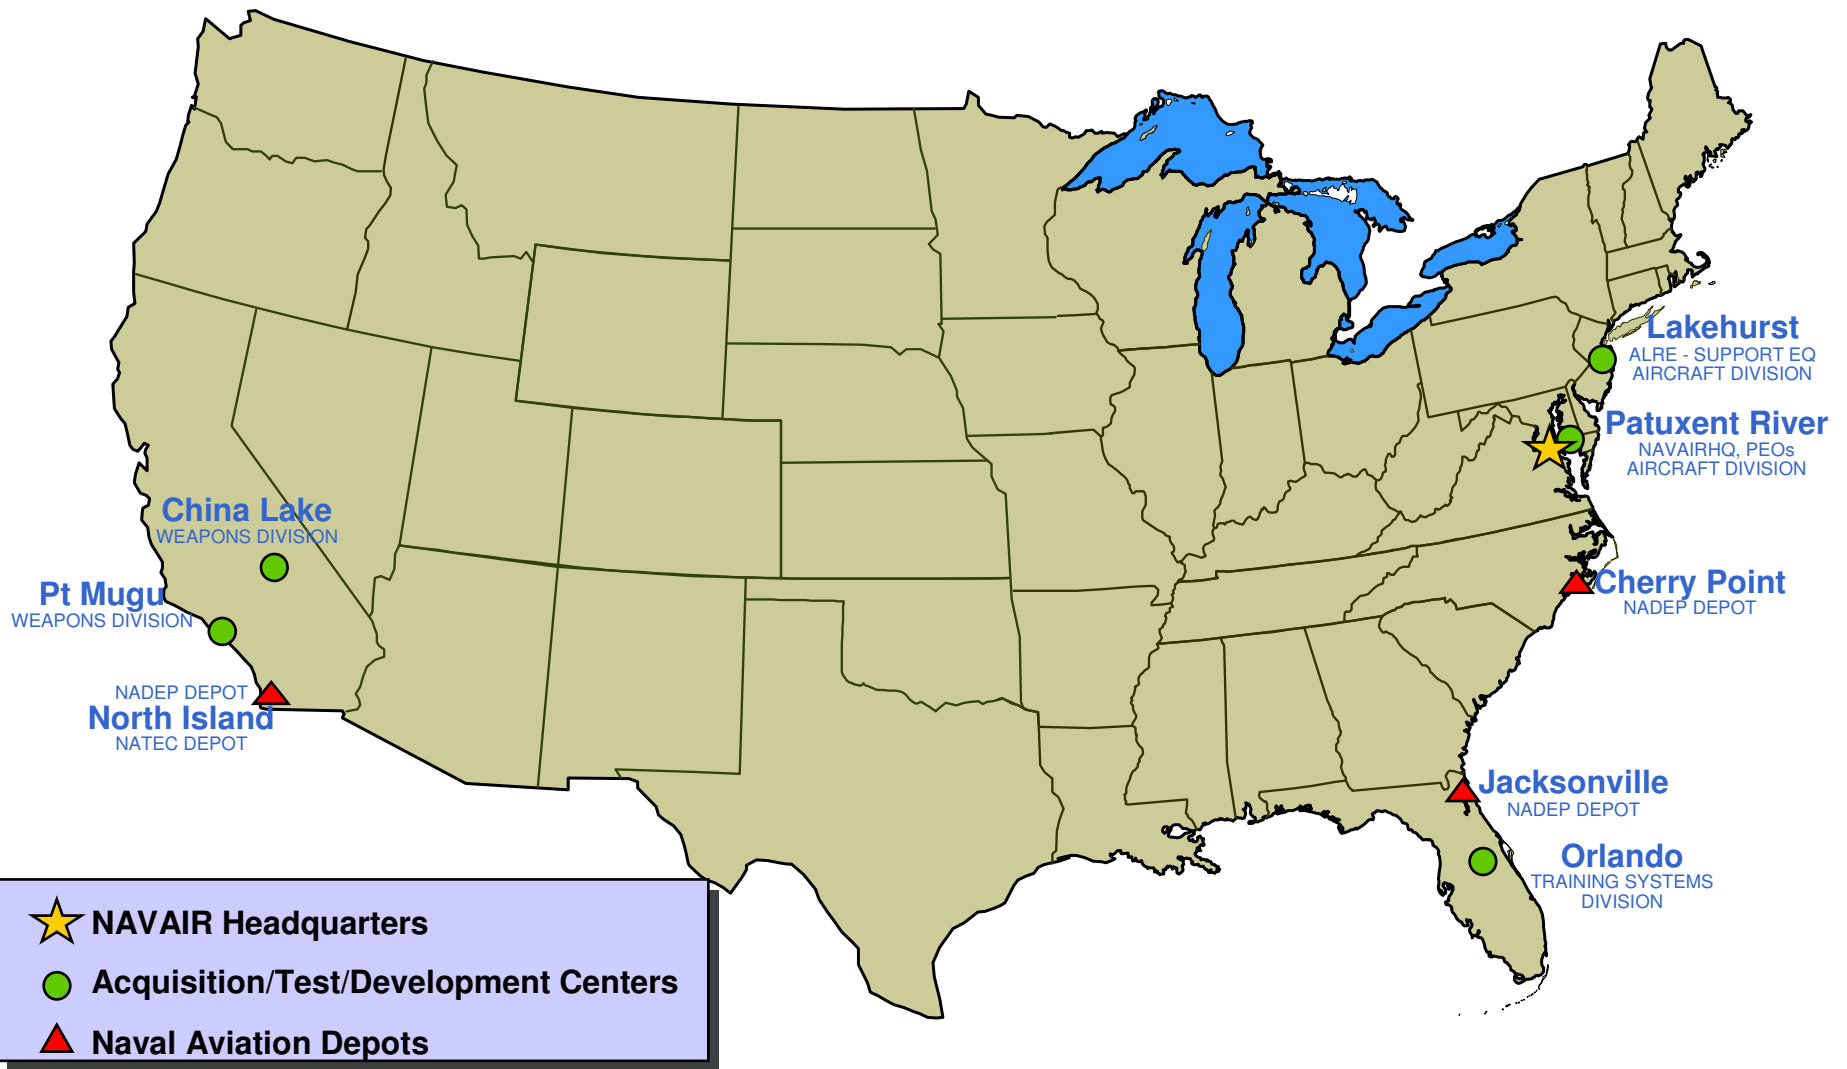 Lakehurst
ALRE - SUPPORT EQ
AIRCRAFT DIVISION
Patuxent River
NAVAIRHQ, PEOs
AIRCRAFT DIVISION
China Lake
WEAPONS DIVISION
Pt Mugu
WEAPONS DIVISION
Cherry Point
NADEP DEPOT
NADEP DEPOT
North Island
NATEC DEPOT
Jacksonville
NADEP DEPOT
Orlando
TRAINING SYSTEMS
DIVISION
NAVAIR Headquarters
Acquisition/Test/Development Centers
Naval Aviation Depots